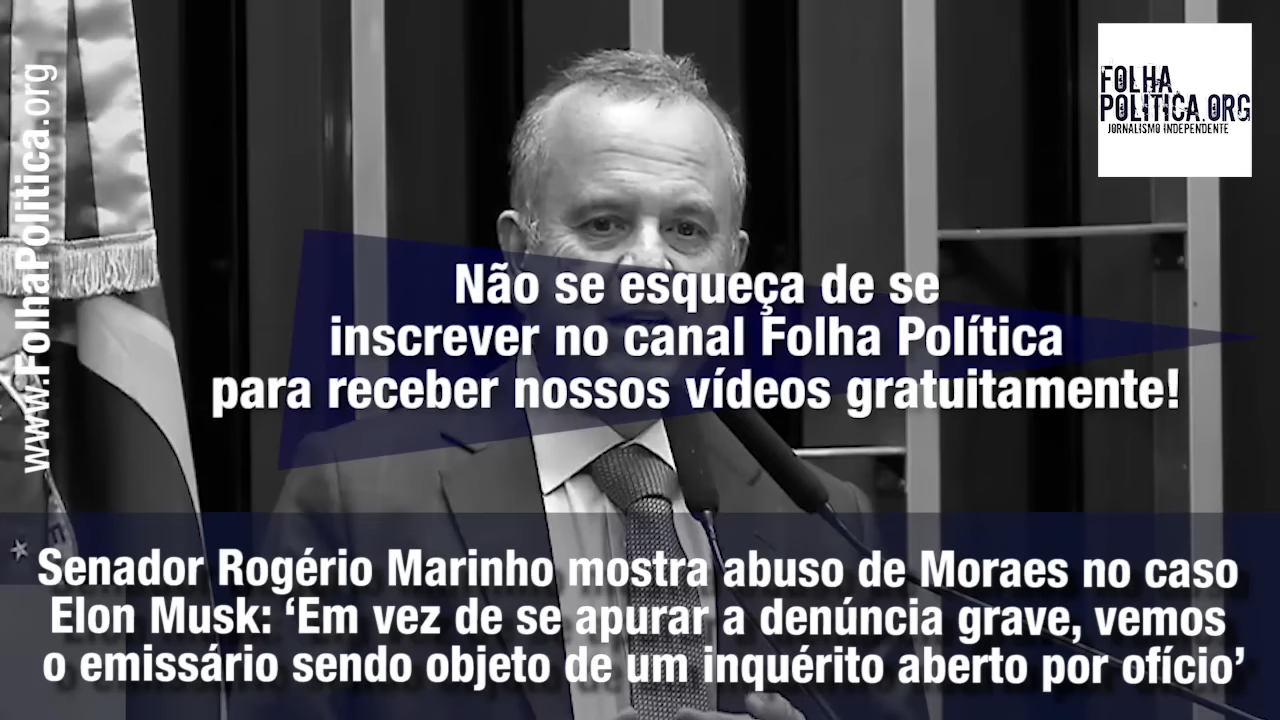 www.FolhaPolitica.org
FOLHA
POLITICA.ORG
JORNALISMO INDEPENDENTE
Não se esqueça de se
inscrever no canal Folha Política
para receber nossos vídeos gratuitamente!
Senador Rogério Marinho mostra abuso de Moraes no caso
Elon Musk: ‘Em vez de se apurar a denúncia grave, vemos
o emissário sendo objeto de um inquérito aberto por ofício’